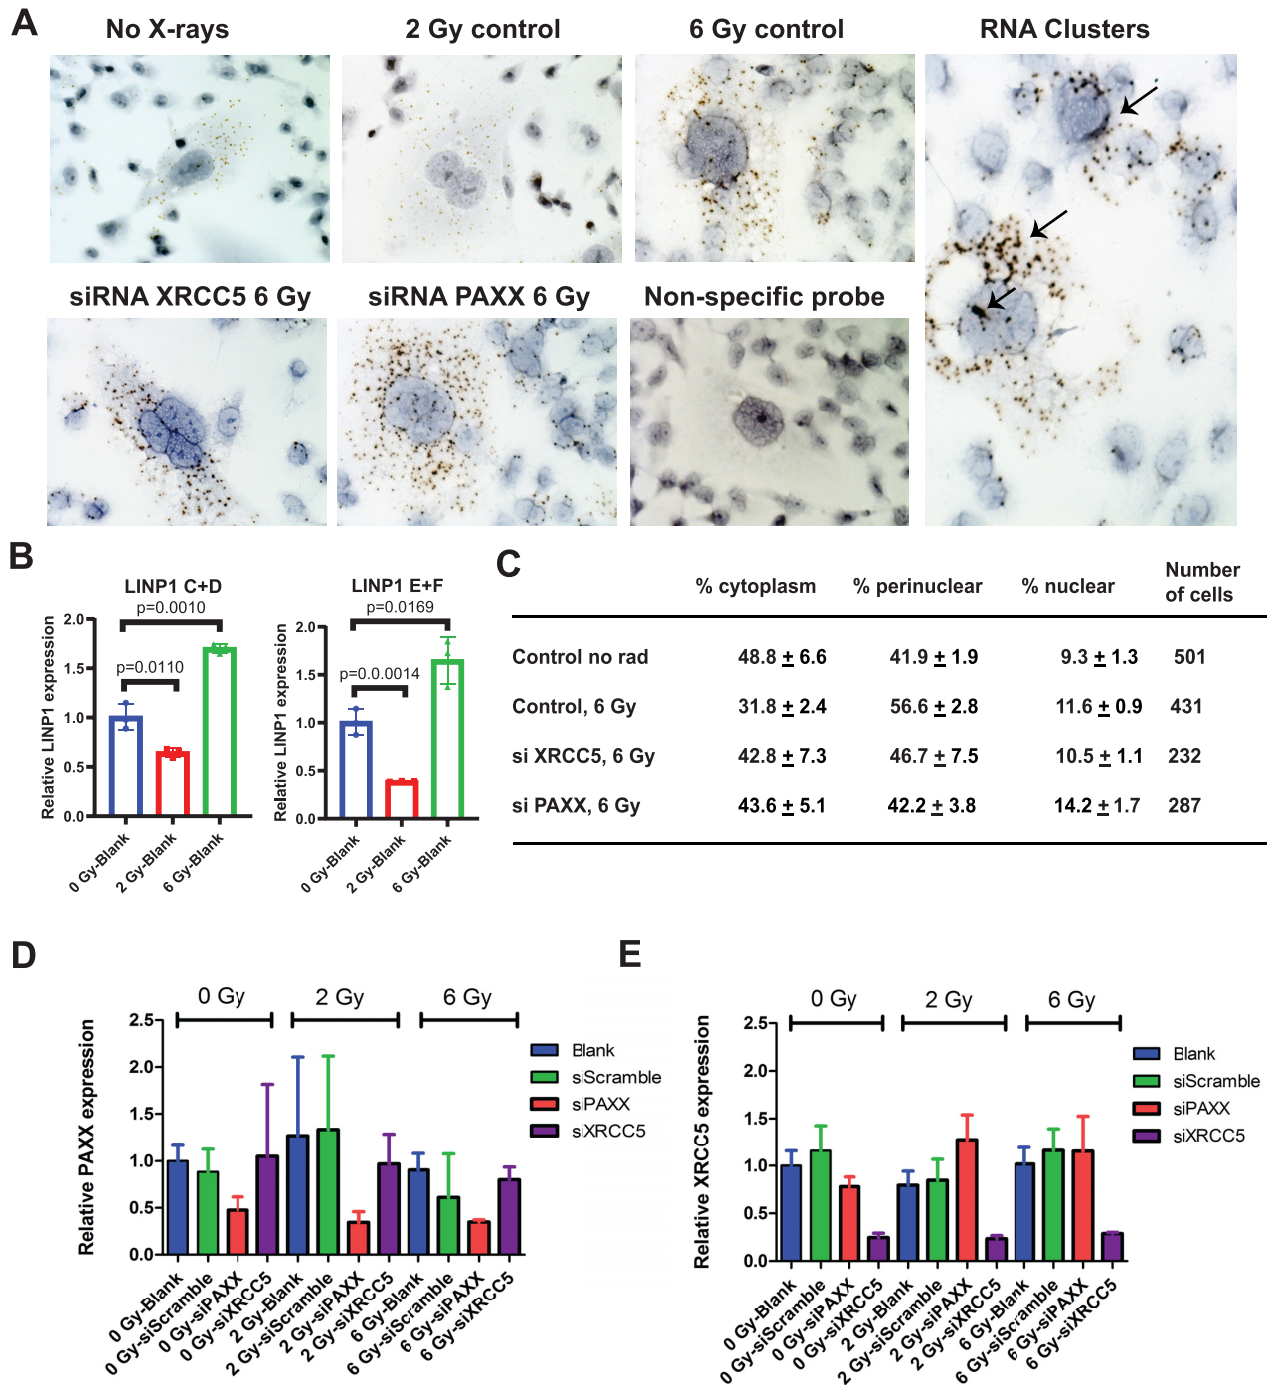 A
No X-rays
2 Gy control
6 Gy control
RNA Clusters
siRNA XRCC5 6 Gy
siRNA PAXX 6 Gy
Non-specific probe
B
LINP1 C+D
p=0.0010
p=0.0110
Relative LINP1 expression
2.0
1.5
1.0
0.5
0.0
0 Gy-Blank
2 Gy-Blank
6 Gy-Blank
LINP1 E+F
p=0.0169
p=0.0.0014
Relative LINP1 expression
2.0
1.5
1.0
0.5
0.0
0 Gy-Blank
2 Gy-Blank
6 Gy-Blank
C
% cytoplasm % perinuclear % nuclear Number of cells
Control no rad 48.8 ± 6.6 41.9 ± 1.9 9.3 ± 1.3 501
Control, 6 Gy 31.8 ± 2.4 56.6 ± 2.8 11.6 ± 0.9 431
si XRCC5, 6 Gy 42.8 ± 7.3 46.7 ± 7.5 10.5 ± 1.1 232
si PAXX, 6 Gy 43.6 ± 5.1 42.2 ± 3.8 14.2 ± 1.7 287
D
0 Gy 2 Gy 6 Gy
Relative PAXX expression
2.5
2.0
1.5
1.0
0.5
0.0
Blank
siScramble
siPAXX
siXRCC5
0 Gy-Blank
0 Gy-siScramble
0 Gy-siPAXX
0 Gy-siXRCC5
2 Gy-Blank
2 Gy-siScramble
2 Gy-siPAXX
2 Gy-siXRCC5
6 Gy-Blank
6 Gy-siScramble
6 Gy-siPAXX
6 Gy-siXRCC5
E
0 Gy 2 Gy 6 Gy
Relative XRCC5 expression
2.5
2.0
1.5
1.0
0.5
0.0
Blank
siScramble
siPAXX
siXRCC5
0 Gy-Blank
0 Gy-siScramble
0 Gy-siPAXX
0 Gy-siXRCC5
2 Gy-Blank
2 Gy-siScramble
2 Gy-siPAXX
2 Gy-siXRCC5
6 Gy-Blank
6 Gy-siScramble
6 Gy-siPAXX
6 Gy-siXRCC5